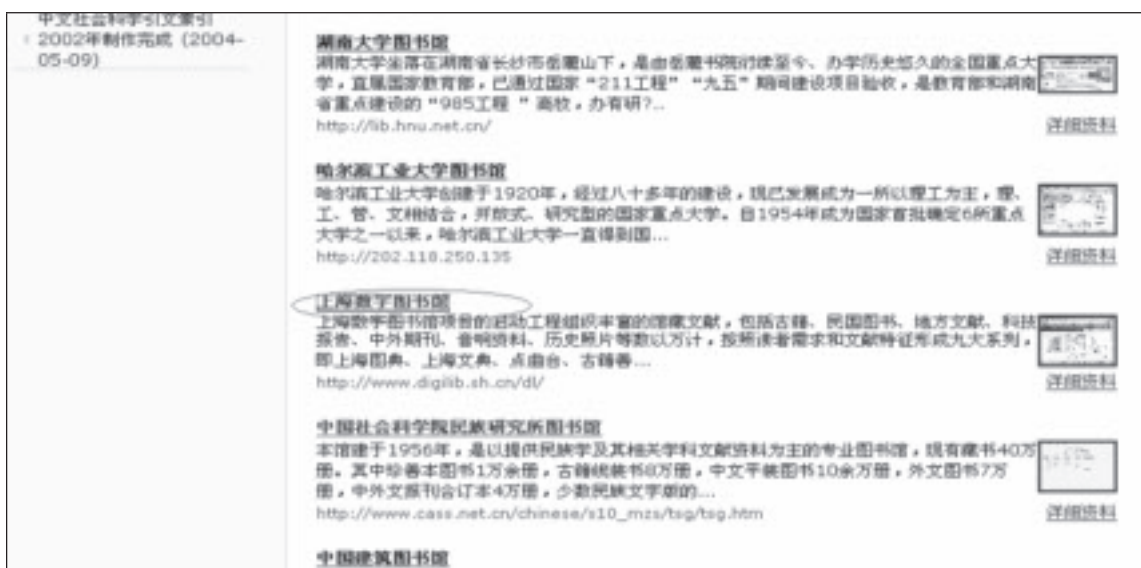 中文社会科学引文索引
2002年制作完成 (2004-
05-09)
湖南大学图书馆
湖南大学坐落在湖南省长沙市岳麓山下，是由岳麓书院衍续至今、办学历史悠久的全国重点大
学，直属国家教育部，已通过国家“211工程”“九五”期间建设项目验收，是教育部和湖南
省重点建设的“985工程 ” 高校，办有研?...
http://lib.hnu.net.cn/
详细资料
哈尔滨工业大学图书馆
哈尔滨工业大学创建于1920年，经过八十多年的建设，现已发展成为一所以理工为主，理、
工、管、文相结合，开放式、研究型的国家重点大学。自1954年成为国家首批确定6所重点
大学之一以来，哈尔滨工业大学一直得到国...
http://202.118.250.135
详细资料
上海数字图书馆
上海数字图书馆项目的启动工程组织丰富的馆藏文献，包括古籍、民国图书、地方文献、科技
报告、中外期刊、音响资料、历史照片等数以万计，按照读者需求和文献特征形成九大系列，
即上海图典、上海文典、点曲台、古籍善...
http://www.digilib.sh.cn/dl/
详细资料
中国社会科学院民族研究所图书馆
本馆建于1956年，是以提供民族学及其相关学科文献资料为主的专业图书馆，现有藏书40万
册。其中珍善本图书1万余册，古籍线装书8万册，中文平装图书10余万册，外文图书7万
册，中外文报刊合订本4万册，少数民族文字版的...
http://www.cass.net.cn/chinese/s10_mzs/tsg/tsg.htm
详细资料
中国建筑图书馆